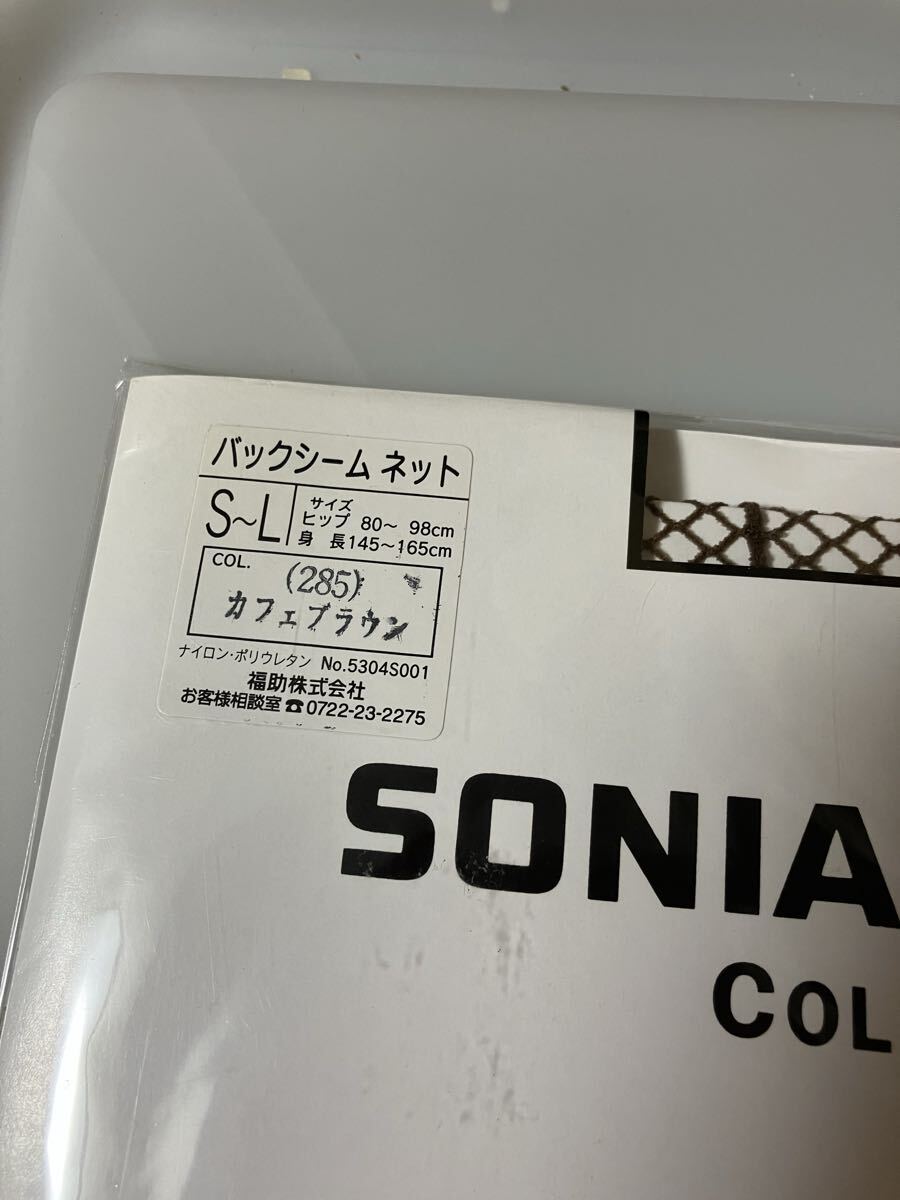 バックシーム ネット
S～L
サイズ
ヒップ 80～ 98cm
身 長145～165cm
COL.
(285)
カフェブラウン
ナイロン・ポリウレタン No.5304S001
福助株式会社
お客様相談室☎0722-23-2275
SONIA
COL